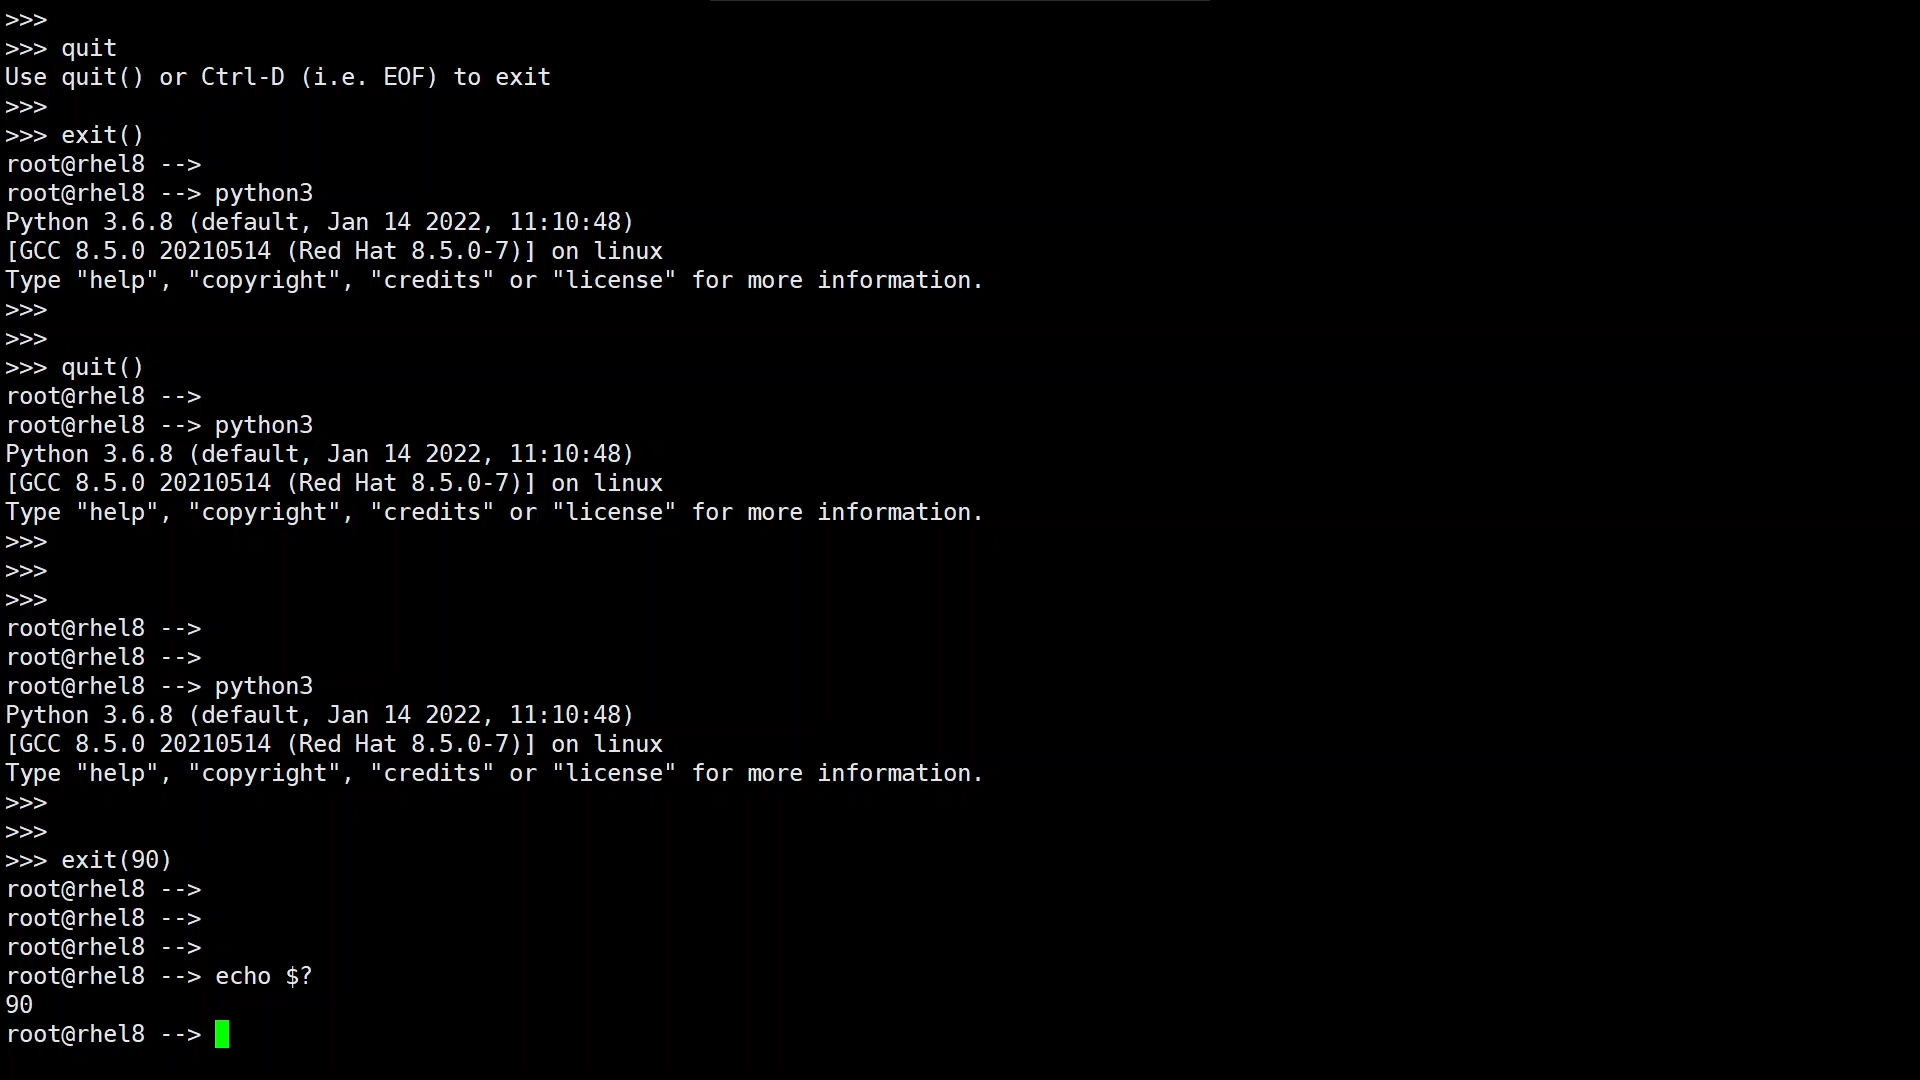 >>>
>>> quit
Use quit() or Ctrl-D (i.e. EOF) to exit
>>>
>>> exit()
root@rhel8 -->
root@rhel8 --> python3
Python 3.6.8 (default, Jan 14 2022, 11:10:48)
[GCC 8.5.0 20210514 (Red Hat 8.5.0-7)] on linux
Type "help", "copyright", "credits" or "license" for more information.
>>>
>>>
>>> quit()
root@rhel8 -->
root@rhel8 --> python3
Python 3.6.8 (default, Jan 14 2022, 11:10:48)
[GCC 8.5.0 20210514 (Red Hat 8.5.0-7)] on linux
Type "help", "copyright", "credits" or "license" for more information.
>>>
>>>
>>>
root@rhel8 -->
root@rhel8 -->
root@rhel8 --> python3
Python 3.6.8 (default, Jan 14 2022, 11:10:48)
[GCC 8.5.0 20210514 (Red Hat 8.5.0-7)] on linux
Type "help", "copyright", "credits" or "license" for more information.
>>>
>>>
>>> exit(90)
root@rhel8 -->
root@rhel8 -->
root@rhel8 -->
root@rhel8 --> echo $?
90
root@rhel8 -->